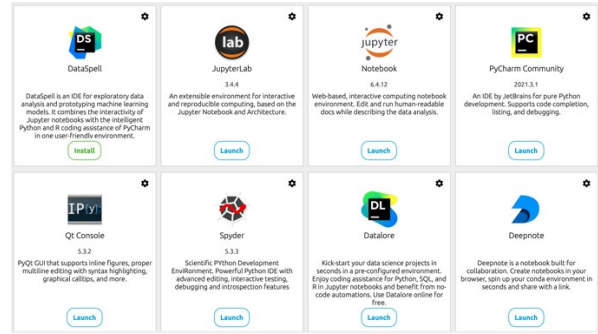 DS
DataSpell
DataSpell is an IDE for exploratory data
analysis and prototyping machine learning
models. It combines the interactivity of
Jupyter notebooks with the intelligent
Python and R coding assistance of PyCharm
in one user-friendly environment.
Install
lab
JupyterLab
3.4.4
An extensible environment for interactive
and reproducible computing, based on the
Jupyter Notebook and Architecture.
Launch
jupyter
Notebook
6.4.12
Web-based, interactive computing notebook
environment. Edit and run human-readable
docs while describing the data analysis.
Launch
PC
PyCharm Community
2021.3.1
An IDE by JetBrains for pure Python
development. Supports code completion,
listing, and debugging.
Launch
IP[y]:
Qt Console
5.3.2
PyQt GUI that supports inline figures, proper
multiline editing with syntax highlighting,
graphical calltips, and more.
Launch
Spyder
5.3.3
Scientific PYthon Development
EnviRonment. Powerful Python IDE with
advanced editing, interactive testing,
debugging and introspection features
Launch
DL
Datalore
Kick-start your data science projects in
seconds in a pre-configured environment.
Enjoy coding assistance for Python, SQL, and
R in Jupyter notebooks and benefit from no-
code automations. Use Datalore online for
free.
Launch
Deepnote
Deepnote is a notebook built for
collaboration. Create notebooks in your
browser, spin up your conda environment in
seconds and share with a link.
Launch